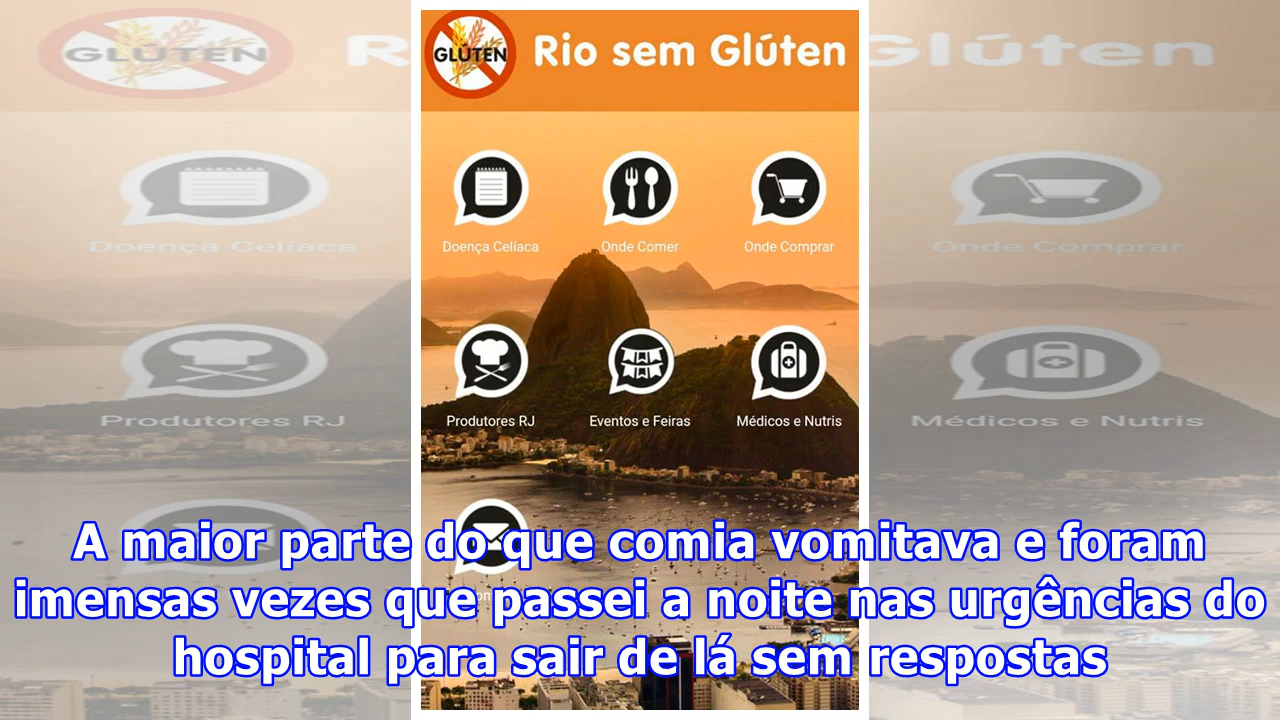 GLÚTEN
Rio sem Glúten
Doença Celíaca
Onde Comer
Onde Comprar
Produtores RJ
Eventos e Feiras
Médicos e Nutris
A maior parte do que comia vomitava e foram
imensas vezes que passei a noite nas urgências do
hospital para sair de lá sem respostas